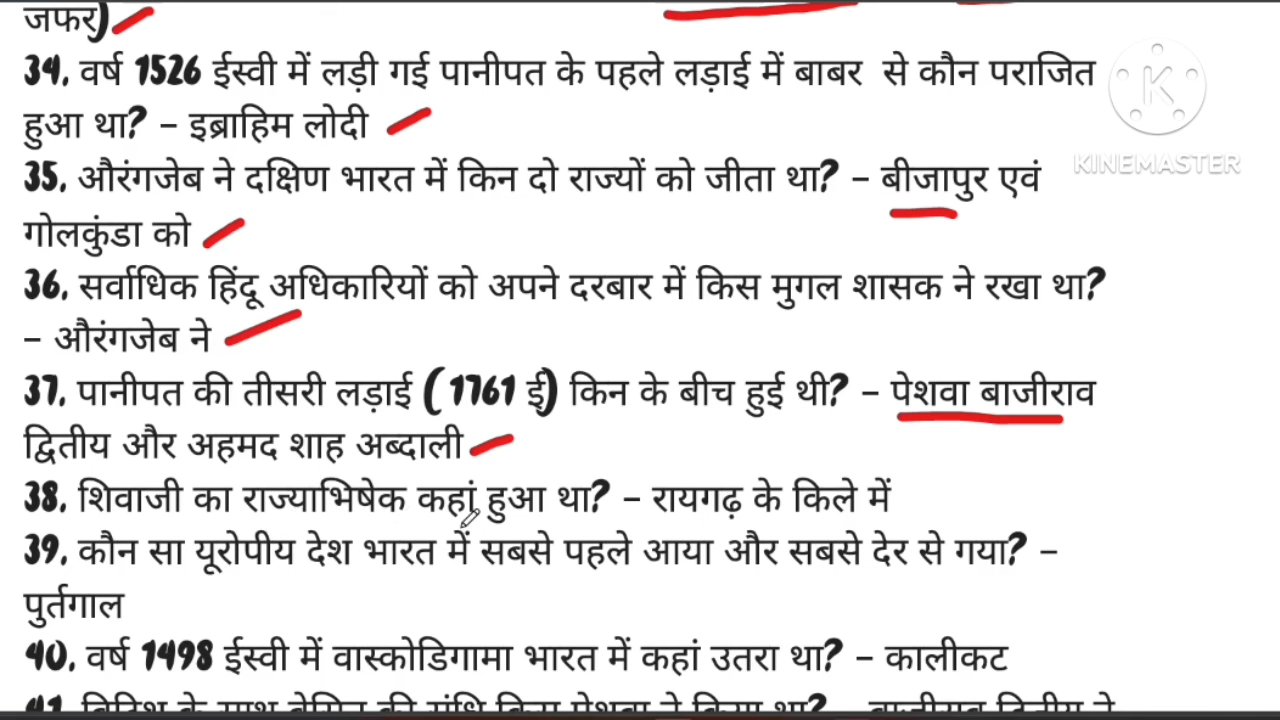 जफर)
34. वर्ष 1526 ईस्वी में लड़ी गई पानीपत के पहले लड़ाई में बाबर से कौन पराजित
हुआ था? – इब्राहिम लोदी
35. औरंगजेब ने दक्षिण भारत में किन दो राज्यों को जीता था? – बीजापुर एवं
गोलकुंडा को
36. सर्वाधिक हिंदू अधिकारियों को अपने दरबार में किस मुगल शासक ने रखा था?
– औरंगजेब ने
37. पानीपत की तीसरी लड़ाई (1761 ई) किन के बीच हुई थी? – पेशवा बाजीराव
द्वितीय और अहमद शाह अब्दाली
38. शिवाजी का राज्याभिषेक कहां हुआ था? – रायगढ़ के किले में
39. कौन सा यूरोपीय देश भारत में सबसे पहले आया और सबसे देर से गया? –
पुर्तगाल
40. वर्ष 1498 ईस्वी में वास्कोडिगामा भारत में कहां उतरा था? – कालीकट
41. ब्रिटिश के साथ बेसिन की संधि किस पेशवा ने किया था? – बाजीराव द्वितीय ने
KINEMASTER